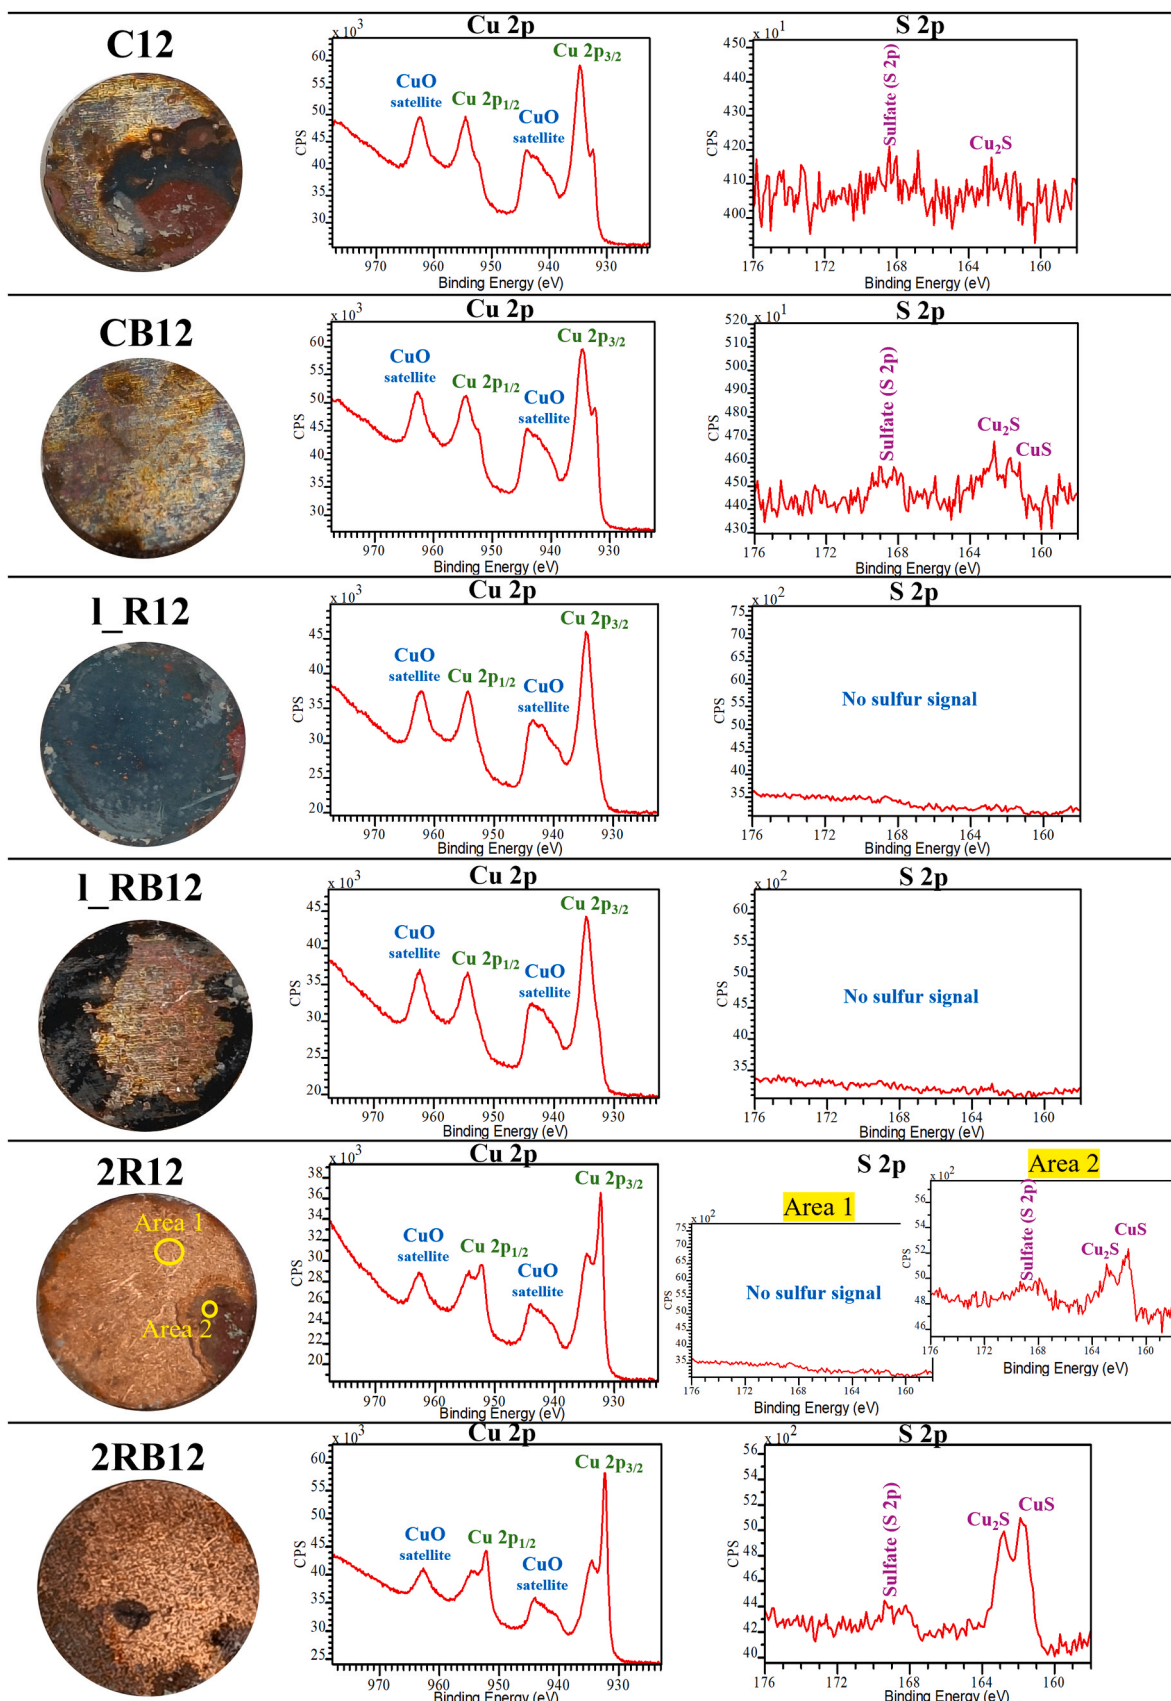 C12
Cu 2p
x 10³
Cu 2p3/2
CuO
satellite
Cu 2p1/2
CuO
satellite
CPS
60
55
50
45
40
35
30
970 960 950 940 930
Binding Energy (eV)
S 2p
x 10¹
Sulfate (S 2p)
Cu2S
CPS
450
440
430
420
410
400
176 172 168 164 160
Binding Energy (eV)
CB12
Cu 2p
x 10³
Cu 2p3/2
CuO
satellite
Cu 2p1/2
CuO
satellite
CPS
60
55
50
45
40
35
30
970 960 950 940 930
Binding Energy (eV)
S 2p
x 10¹
Sulfate (S 2p)
Cu2S
CuS
CPS
520
510
500
490
480
470
460
450
440
430
176 172 168 164 160
Binding Energy (eV)
l_R12
Cu 2p
x 10³
Cu 2p3/2
CuO
satellite
Cu 2p1/2
CuO
satellite
CPS
45
40
35
30
25
20
970 960 950 940 930
Binding Energy (eV)
S 2p
x 10²
No sulfur signal
CPS
75
70
65
60
55
50
45
40
35
176 172 168 164 160
Binding Energy (eV)
l_RB12
Cu 2p
x 10³
Cu 2p3/2
CuO
satellite
Cu 2p1/2
CuO
satellite
CPS
45
40
35
30
25
20
970 960 950 940 930
Binding Energy (eV)
S 2p
x 10²
No sulfur signal
CPS
60
50
45
40
35
176 172 168 164 160
Binding Energy (eV)
2R12
Area 1
Area 2
Cu 2p
x 10³
Cu 2p3/2
CuO
satellite
Cu 2p1/2
CuO
satellite
CPS
38
36
34
32
30
28
26
24
22
20
970 960 950 940 930
Binding Energy (eV)
S 2p
Area 1
x 10²
No sulfur signal
CPS
75
70
65
60
55
50
45
40
35
176 172 168 164 160
Binding Energy (eV)
Area 2
x 10²
Sulfate (S 2p)
Cu2S
CuS
CPS
56
54
52
50
48
46
176 172 168 164 160
Binding Energy (eV)
2RB12
Cu 2p
x 10³
Cu 2p3/2
CuO
satellite
Cu 2p1/2
CuO
satellite
CPS
60
55
50
45
40
35
30
25
970 960 950 940 930
Binding Energy (eV)
S 2p
x 10²
Sulfate (S 2p)
Cu2S
CuS
CPS
56
54
52
50
48
46
44
42
40
176 172 168 164 160
Binding Energy (eV)